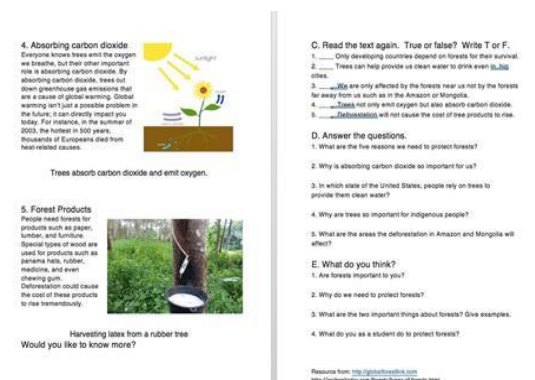 4. Absorbing carbon dioxide
Everyone knows trees emit the oxygen
we breathe, but their other important
role is absorbing carbon dioxide. By
absorbing carbon dioxide, trees cut
down greenhouse gas emissions that
are a cause of global warming. Global
warming isn't just a possible problem in
the future; it can directly impact you
today. For instance, in the summer of
2003, the hottest in 500 years,
thousands of Europeans died from
heat-related causes.
sunlight
Trees absorb carbon dioxide and emit oxygen.
5. Forest Products
People need forests for
products such as paper,
lumber, and furniture.
Special types of wood are
used for products such as
panama hats, rubber,
medicine, and even
chewing gum.
Deforestation could cause
the cost of these products
to rise tremendously.
Harvesting latex from a rubber tree
Would you like to know more?
C. Read the text again. True or false? Write T or F.
1. ____ Only developing countries depend on forests for their survival.
2. ____ Trees can help provide us clean water to drink even in big
cities.
3. ____ We are only affected by the forests near us not by the forests
far away from us such as in the Amazon or Mongolia.
4. ____ Trees not only emit oxygen but also absorb carbon dioxide.
5. ____ Deforestation will not cause the cost of tree products to rise.
D. Answer the questions.
1. What are the five reasons we need to protect forests?
2. Why is absorbing carbon dioxide so important for us?
3. In which state of the United States, people rely on trees to
provide them clean water?
4. Why are trees so important for indigenous people?
5. What are the areas the deforestation in Amazon and Mongolia will
affect?
E. What do you think?
1. Are forests important to you?
2. Why do we need to protect forests?
3. What are the two important things about forests? Give examples.
4. What do you as a student do to protect forests?
Resource from: http://globalforestlink.com